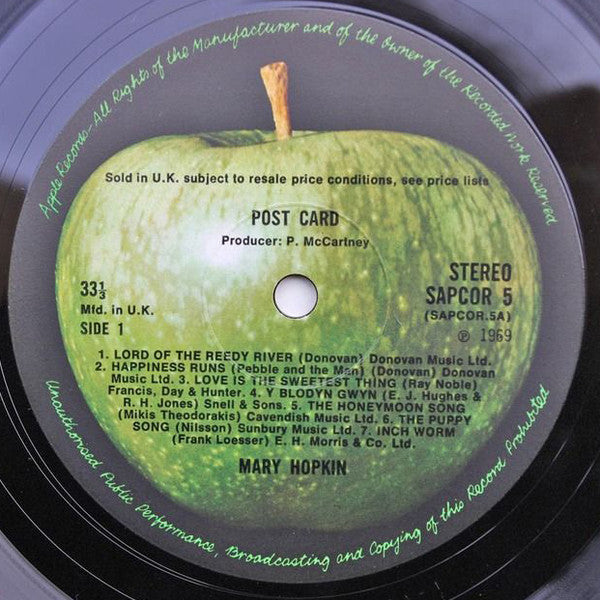 Apple Records—All Rights of the Manufacturer and of the Owner of the Recorded Work Reserved
Sold in U.K. subject to resale price conditions, see price lists
POST CARD
Producer: P. McCartney
33⅓
Mfd. in U.K.
SIDE 1
STEREO
SAPCOR 5
(SAPCOR.5A)
℗ 1969
1. LORD OF THE REEDY RIVER (Donovan) Donovan Music Ltd.
2. HAPPINESS RUNS (Pebble and the Man) (Donovan) Donovan
Music Ltd. 3. LOVE IS THE SWEETEST THING (Ray Noble)
Francis, Day & Hunter. 4. Y BLODYN GWYN (E. J. Hughes &
R. H. Jones) Snell & Sons. 5. THE HONEYMOON SONG
(Mikis Theodorakis) Cavendish Music Ltd. 6. THE PUPPY
SONG (Nilsson) Sunbury Music Ltd. 7. INCH WORM
(Frank Loesser) E. H. Morris & Co. Ltd.
MARY HOPKIN
Unauthorised Public Performance, Broadcasting and Copying of this Record Prohibited